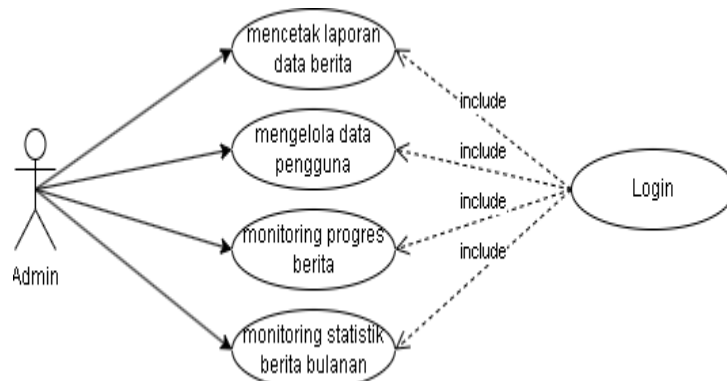 mencetak laporan
data berita
include
mengelola data
pengguna
include
Login
include
Admin
monitoring progres
berita
include
monitoring statistik
berita bulanan